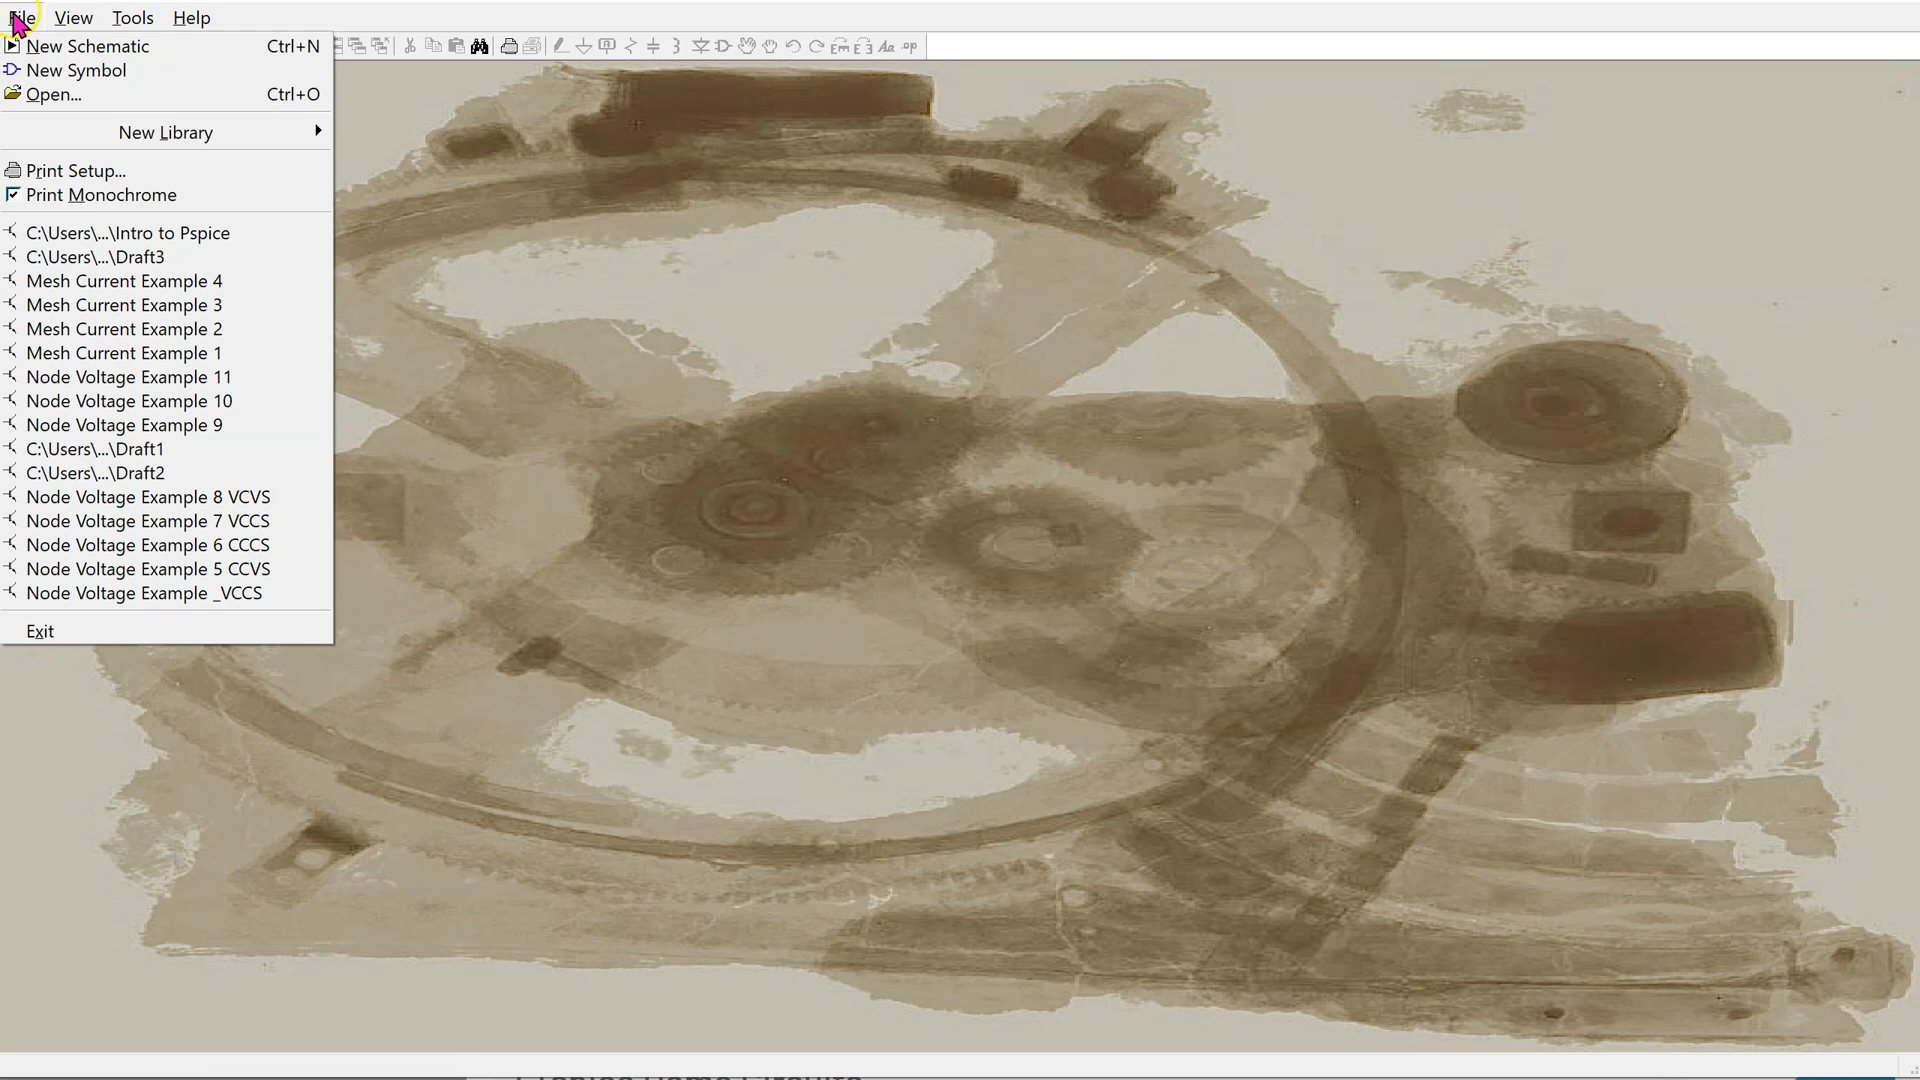 File View Tools Help
New Schematic Ctrl+N
New Symbol
Open... Ctrl+O
New Library
Print Setup...
Print Monochrome
C:\Users\...\Intro to Pspice
C:\Users\...\Draft3
Mesh Current Example 4
Mesh Current Example 3
Mesh Current Example 2
Mesh Current Example 1
Node Voltage Example 11
Node Voltage Example 10
Node Voltage Example 9
C:\Users\...\Draft1
C:\Users\...\Draft2
Node Voltage Example 8 VCVS
Node Voltage Example 7 VCCS
Node Voltage Example 6 CCCS
Node Voltage Example 5 CCVS
Node Voltage Example _VCCS
Exit
Aa .op